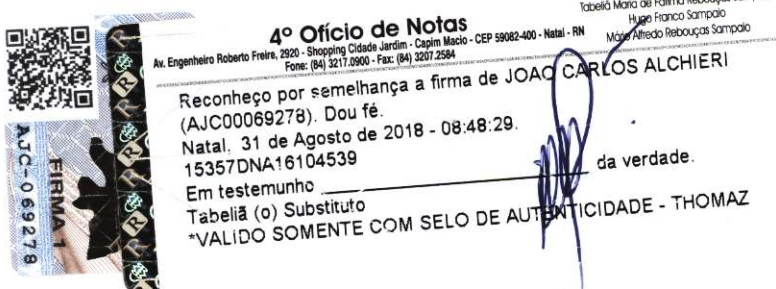 4º Ofício de Notas
Av. Engenheiro Roberto Freire, 2920 - Shopping Cidade Jardim - Capim Macio - CEP 59082-400 - Natal - RN
Fone: (84) 3217.0900 - Fax: (84) 3207.2584
Tabeliã Maria de Fatima Rebouças
Hugo Franco Sampaio
Mário Alfredo Rebouças Sampaio
Reconheço por semelhança a firma de JOAO CARLOS ALCHIERI
(AJC00069278). Dou fé.
Natal, 31 de Agosto de 2018 - 08:48:29.
15357DNA16104539
Em testemunho da verdade.
Tabeliã (o) Substituto
*VALIDO SOMENTE COM SELO DE AUTENTICIDADE - THOMAZ
FIRMA 1
AJC-069278